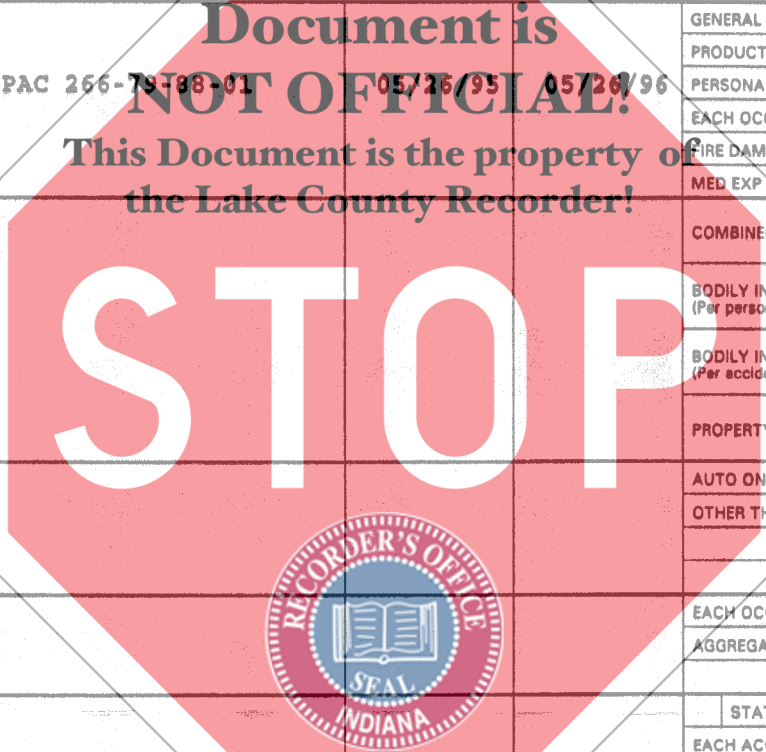 Document is
GENERAL
PRODUCT
PAC 266-79-88-01 05/26/95 05/26/96
NOT OFFICIAL!
PERSONA
EACH OC
This Document is the property of
FIRE DAM
MED EXP
the Lake County Recorder!
COMBINE
BODILY IN
(Per perso
BODILY IN
(Per accid
STOP
PROPERTY
AUTO ON
OTHER TH
RECORDER'S OFFICE
SEAL
INDIANA
EACH OC
AGGREGA
STA
EACH AC